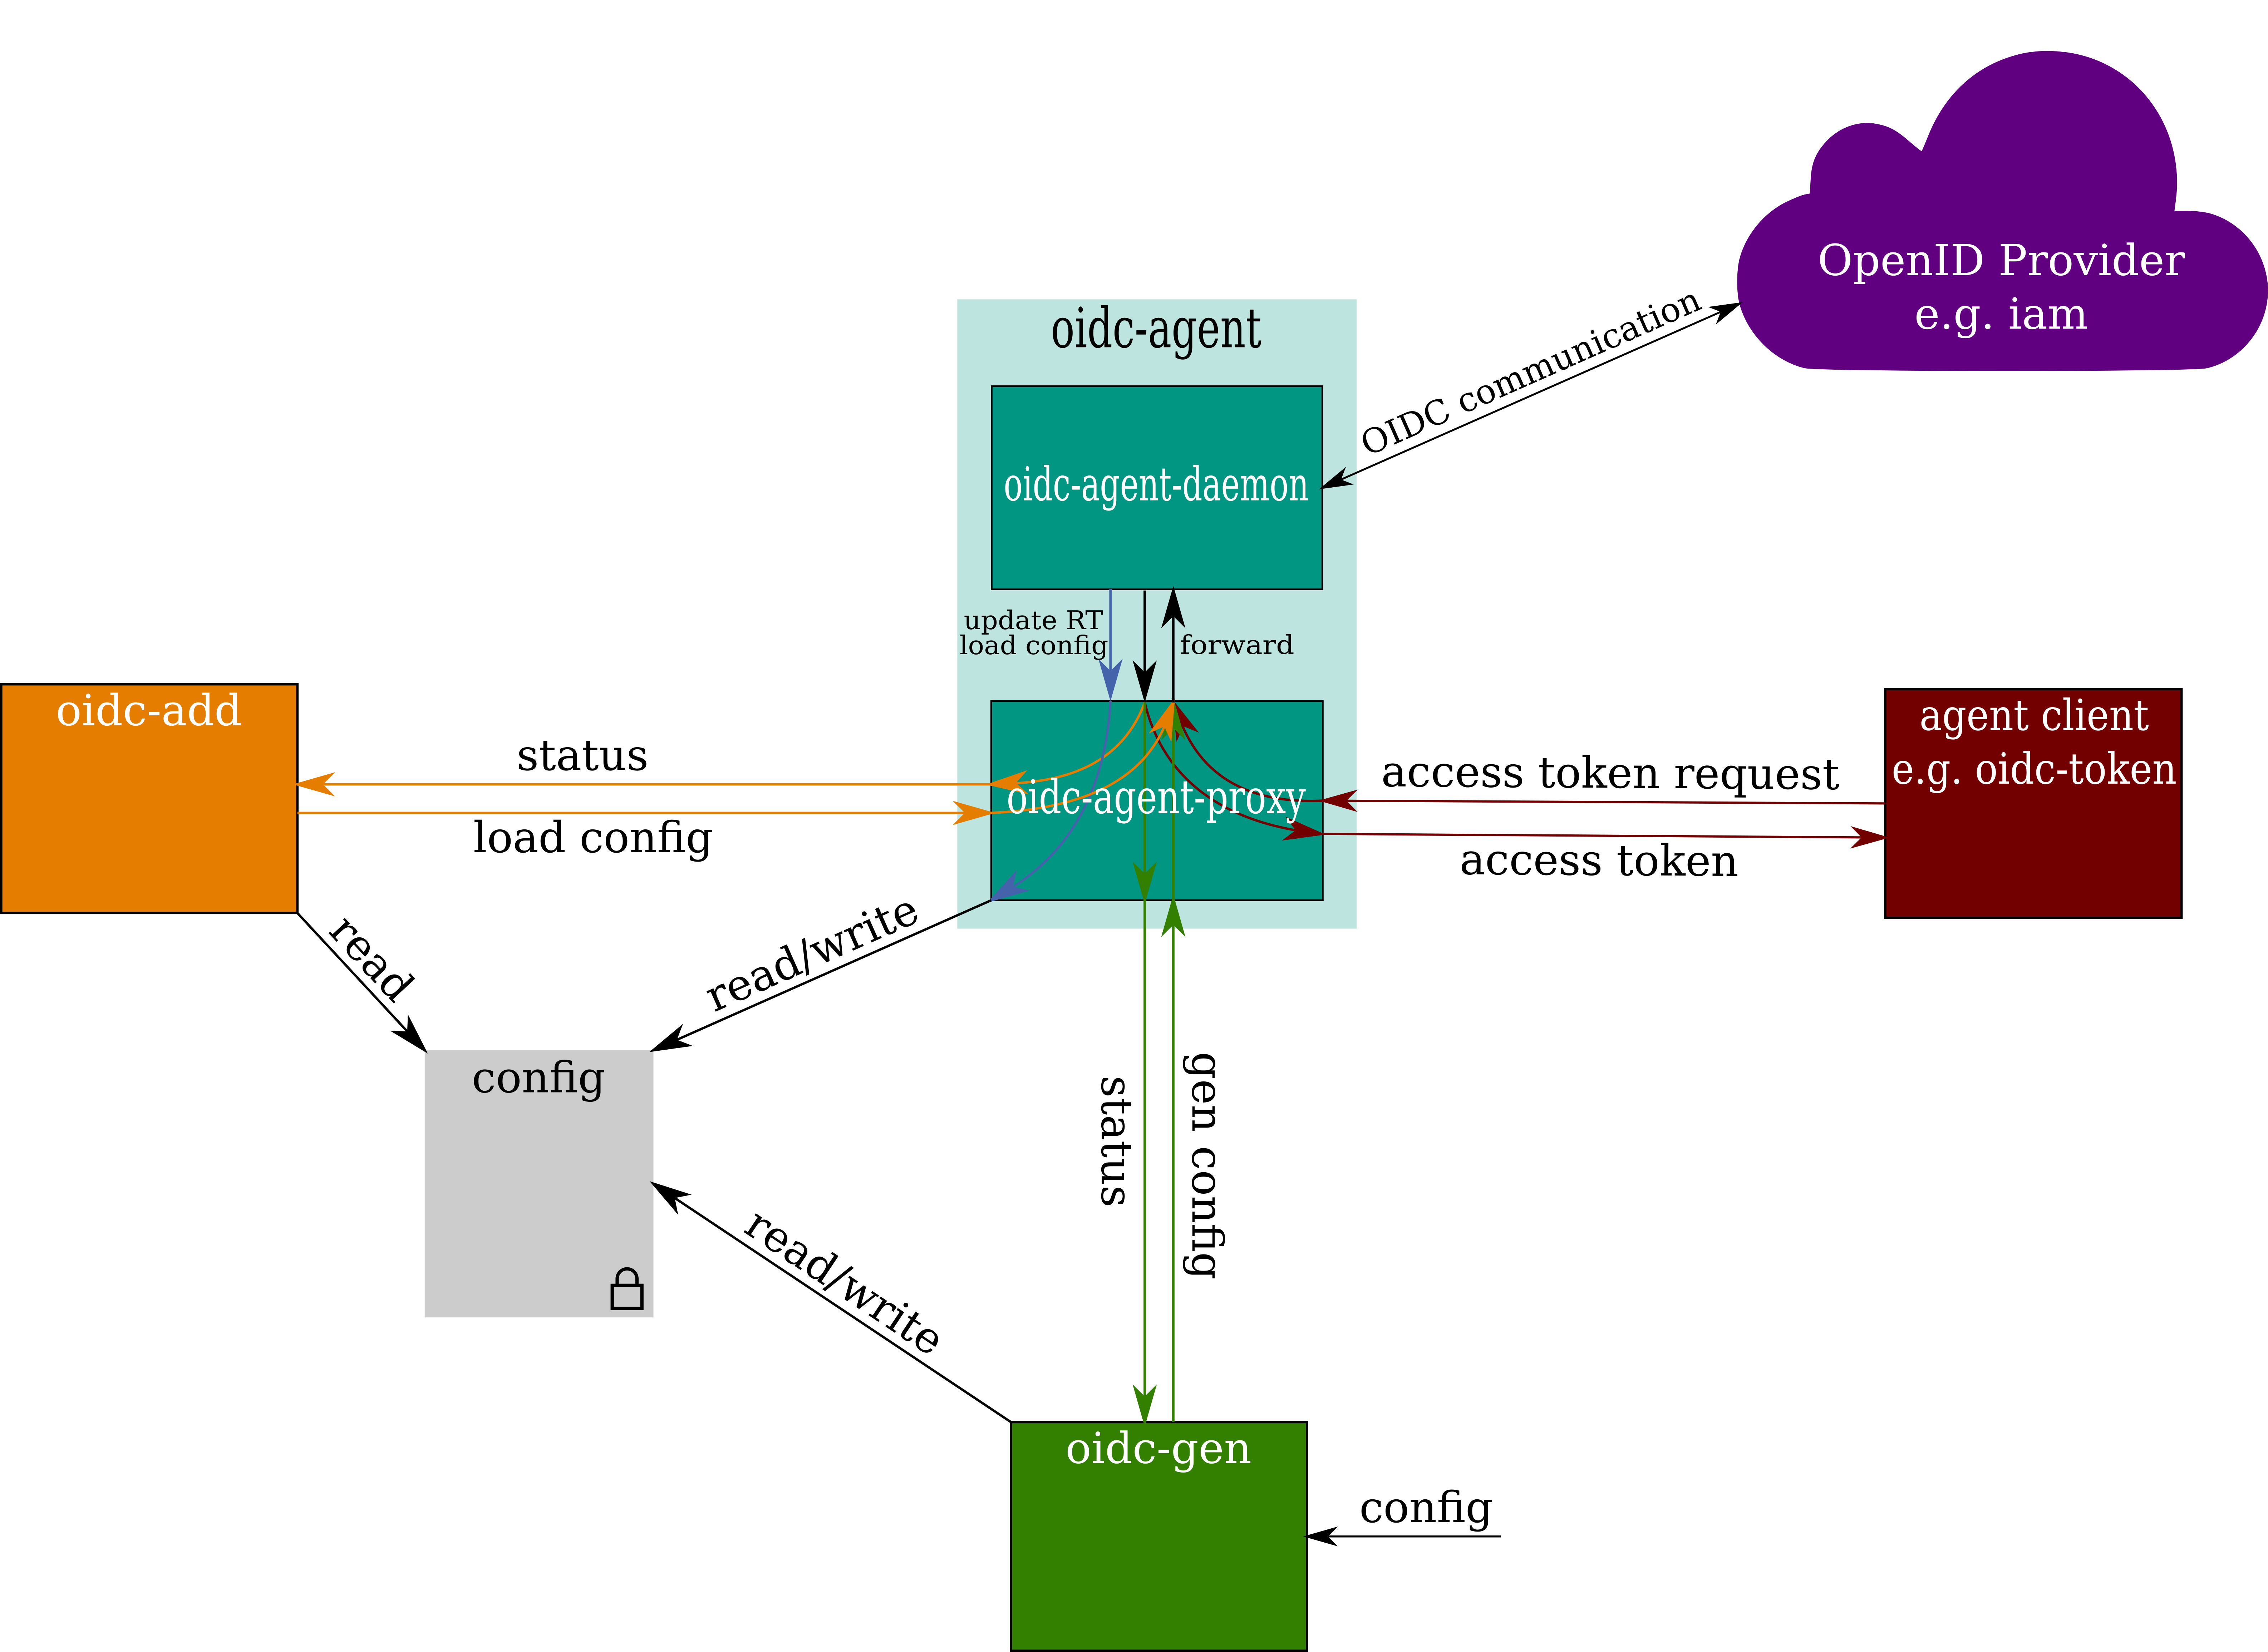 OpenID Provider
e.g. iam
OIDC communication
oidc-agent
oidc-agent-daemon
update RT
load config
forward
oidc-add
status
load config
oidc-agent-proxy
access token request
access token
agent client
e.g. oidc-token
read
read/write
config
status
gen config
read/write
oidc-gen
config